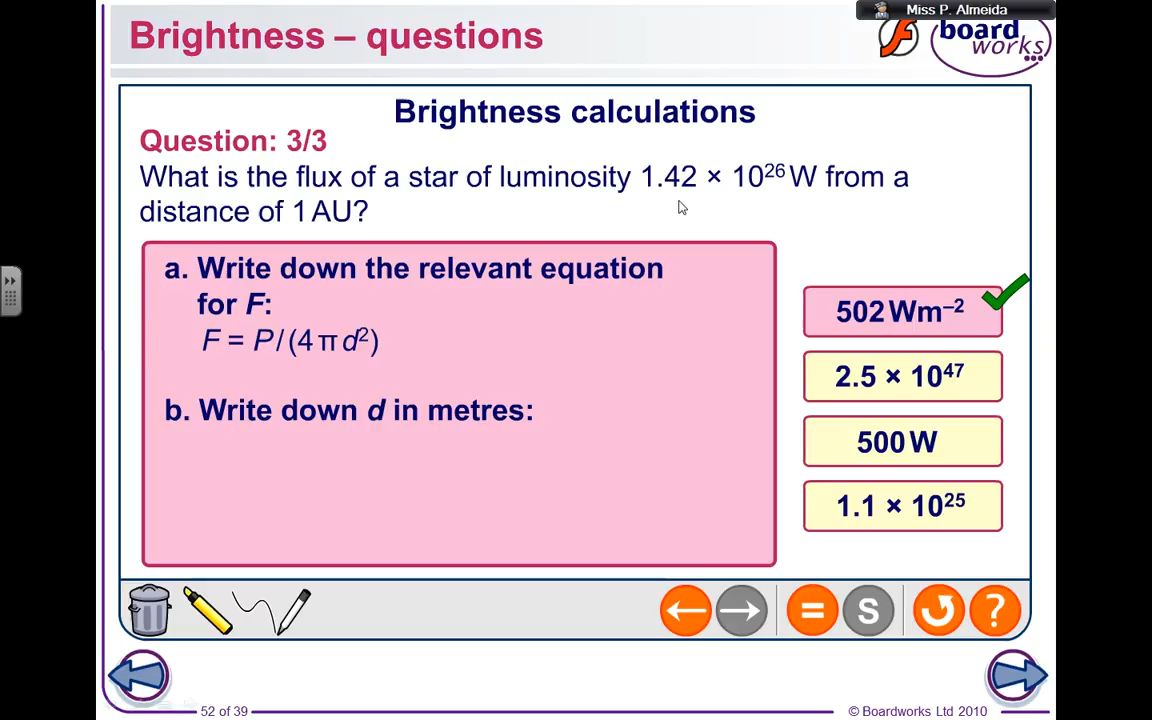 Miss P. Almeida
Brightness – questions
board
works
Brightness calculations
Question: 3/3
What is the flux of a star of luminosity 1.42 × 10²⁶ W from a
distance of 1 AU?
a. Write down the relevant equation
for F:
F = P/(4πd²)
b. Write down d in metres:
502 Wm⁻²
2.5 × 10⁴⁷
500 W
1.1 × 10²⁵
= S ?
52 of 39
© Boardworks Ltd 2010